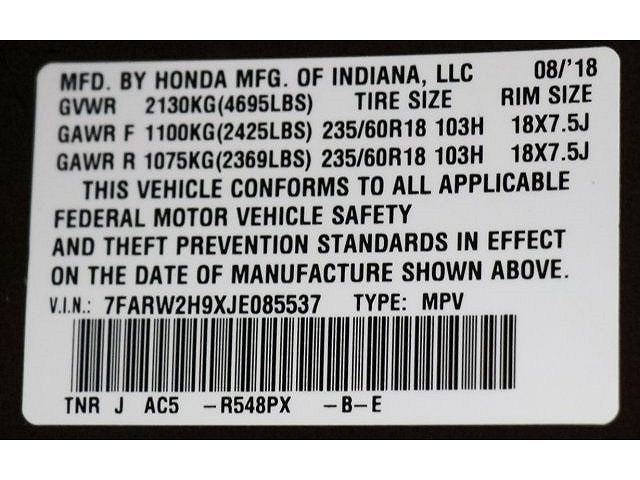 MFD. BY HONDA MFG. OF INDIANA, LLC 08/'18
GVWR 2130KG(4695LBS) TIRE SIZE RIM SIZE
GAWR F 1100KG(2425LBS) 235/60R18 103H 18X7.5J
GAWR R 1075KG(2369LBS) 235/60R18 103H 18X7.5J
THIS VEHICLE CONFORMS TO ALL APPLICABLE
FEDERAL MOTOR VEHICLE SAFETY
AND THEFT PREVENTION STANDARDS IN EFFECT
ON THE DATE OF MANUFACTURE SHOWN ABOVE.
V.I.N.: 7FARW2H9XJE085537 TYPE: MPV
TNR J AC5 -R548PX -B-E